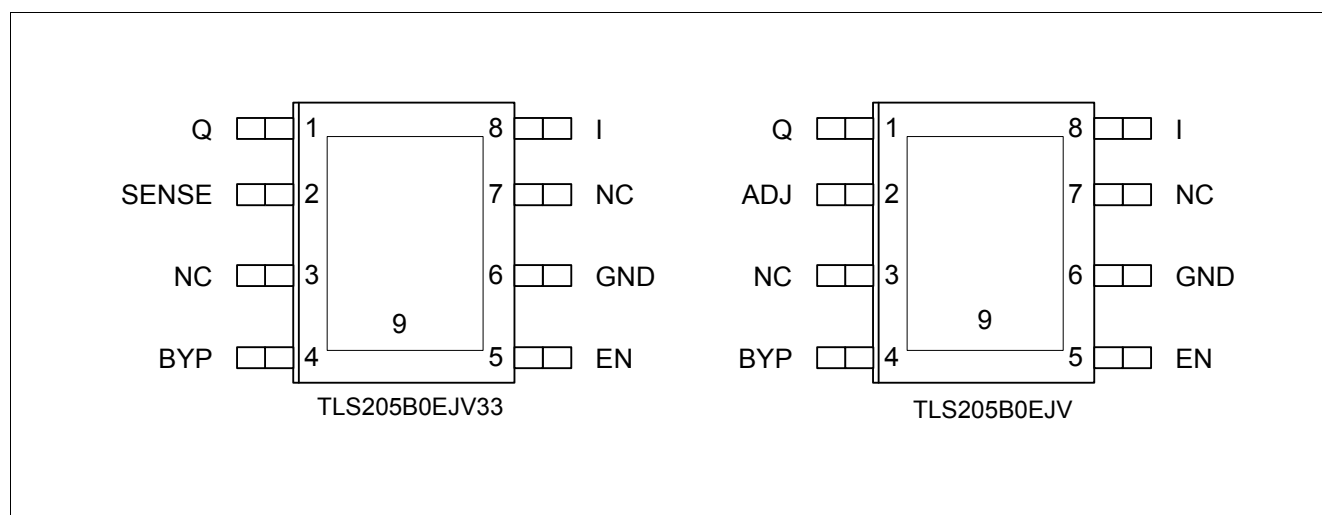 Q 1 8 I Q 1 8 I
SENSE 2 7 NC ADJ 2 7 NC
NC 3 6 GND NC 3 6 GND
9 9
BYP 4 5 EN BYP 4 5 EN
TLS205B0EJV33 TLS205B0EJV